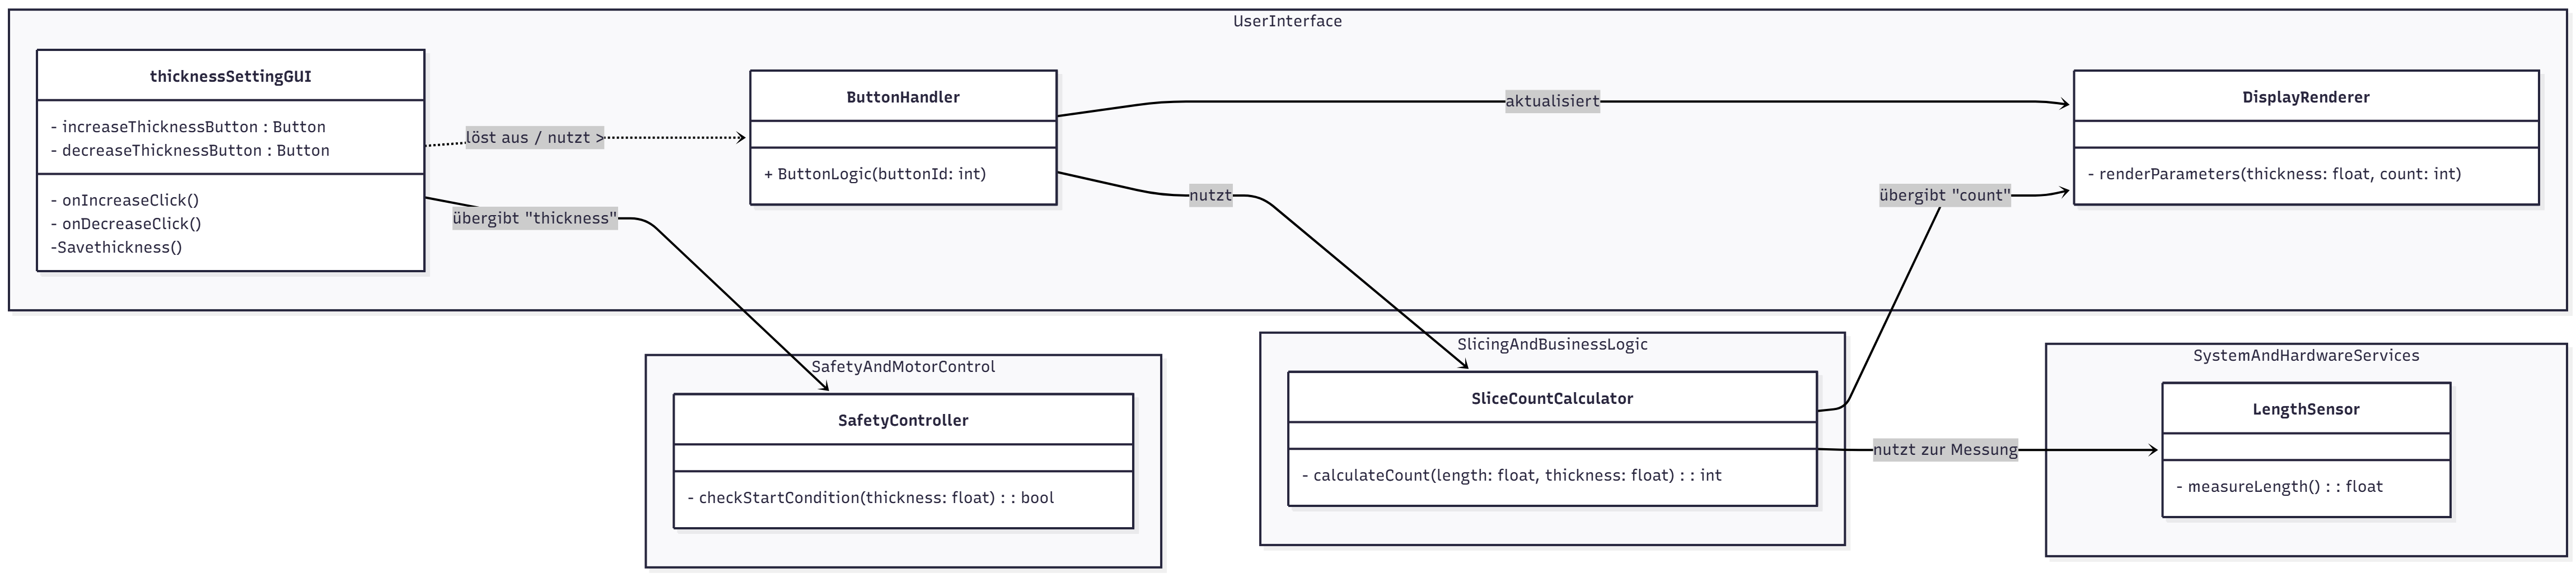 UserInterface
thicknessSettingGUI
- increaseThicknessButton : Button
- decreaseThicknessButton : Button
- onIncreaseClick()
- onDecreaseClick()
-Savethickness()
löst aus / nutzt >
übergibt "thickness"
ButtonHandler
+ ButtonLogic(buttonId: int)
aktualisiert
nutzt
übergibt "count"
DisplayRenderer
- renderParameters(thickness: float, count: int)
SafetyAndMotorControl
SafetyController
- checkStartCondition(thickness: float) : : bool
SlicingAndBusinessLogic
SliceCountCalculator
- calculateCount(length: float, thickness: float) : : int
nutzt zur Messung
SystemAndHardwareServices
LengthSensor
- measureLength() : : float